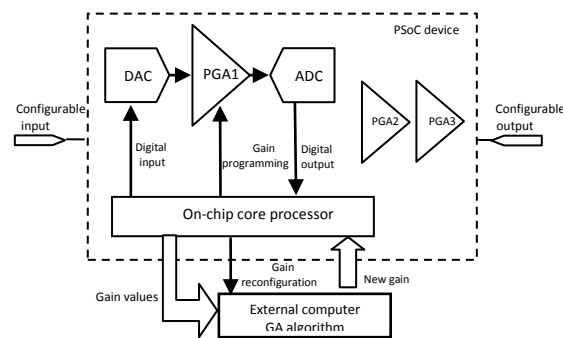 PSoC device
DAC
PGA1
ADC
PGA2
PGA3
Configurable
input
Configurable
output
Digital
input
Gain
programming
Digital
output
On-chip core processor
Gain values
Gain
reconfiguration
New gain
External computer
GA algorithm